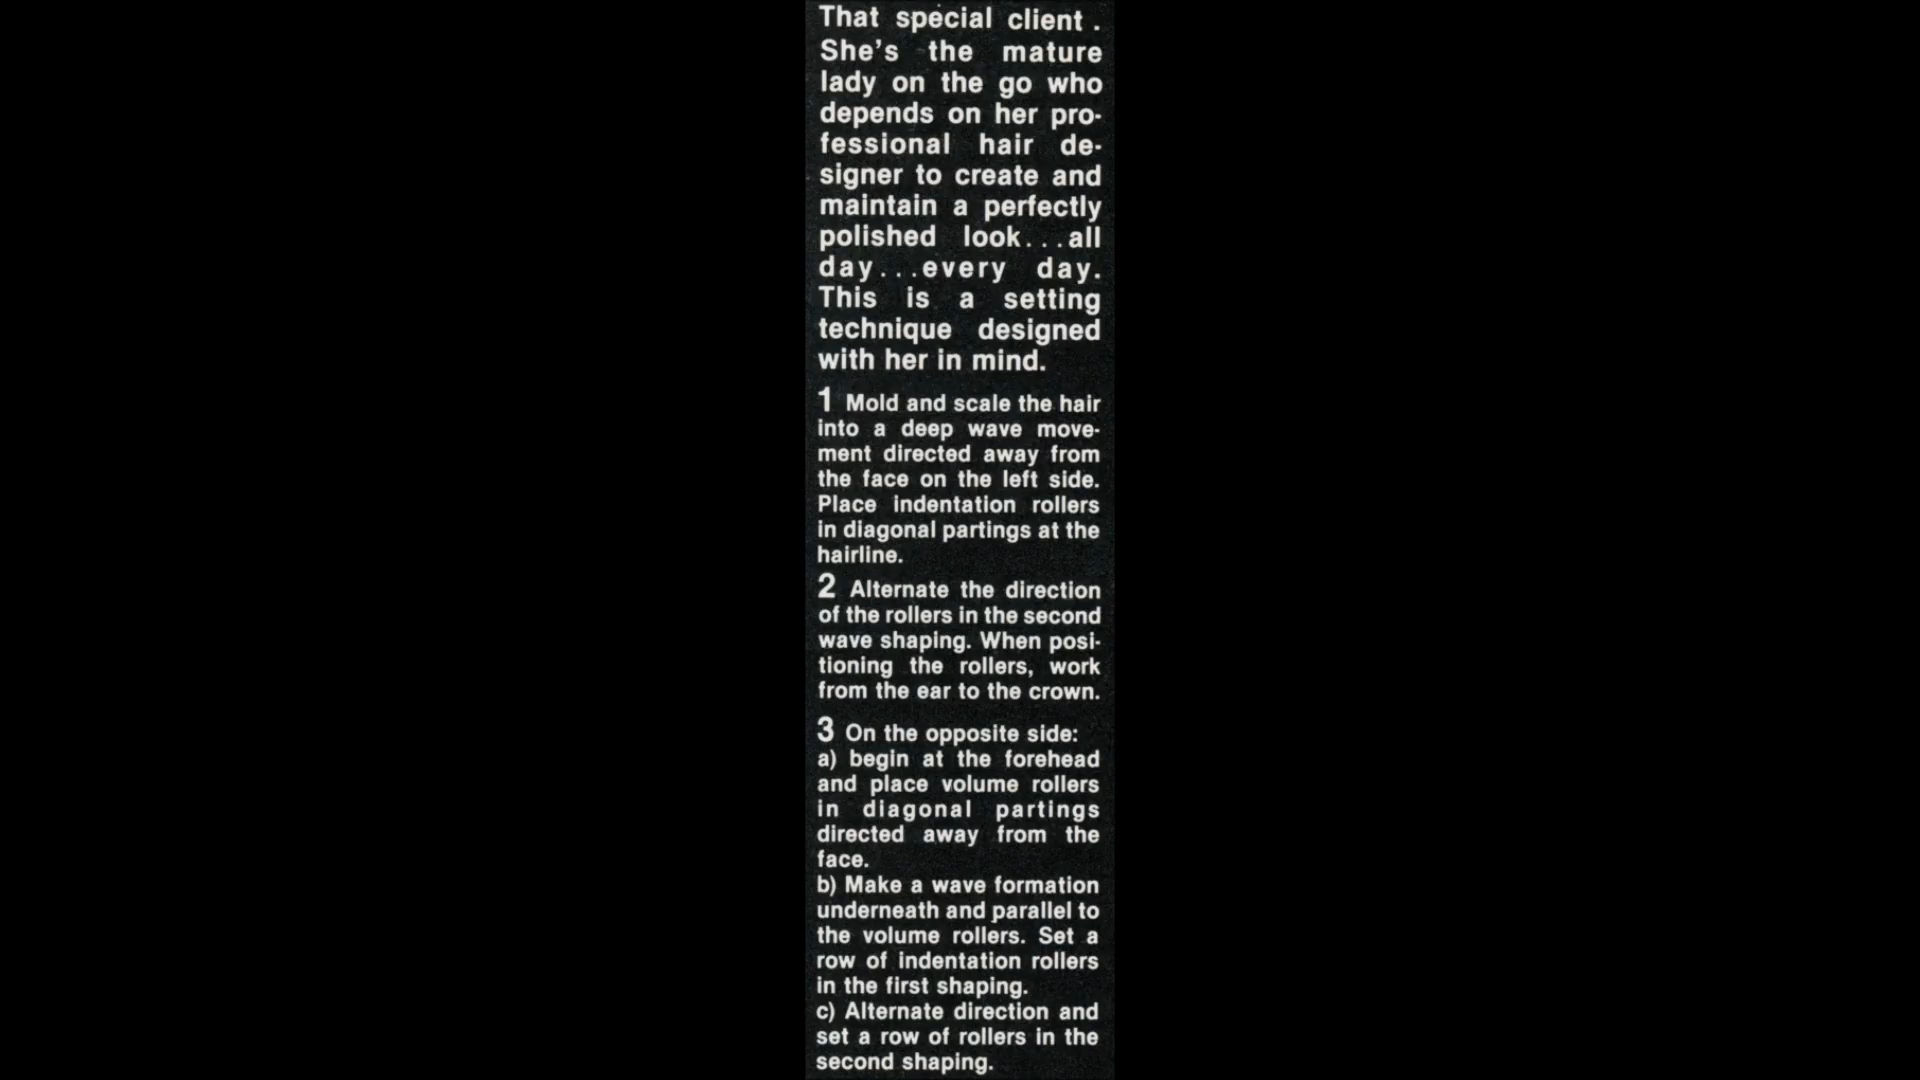 That special client .
She's the mature
lady on the go who
depends on her pro-
fessional hair de-
signer to create and
maintain a perfectly
polished look...all
day...every day.
This is a setting
technique designed
with her in mind.
1 Mold and scale the hair
into a deep wave move-
ment directed away from
the face on the left side.
Place indentation rollers
in diagonal partings at the
hairline.
2 Alternate the direction
of the rollers in the second
wave shaping. When posi-
tioning the rollers, work
from the ear to the crown.
3 On the opposite side:
a) begin at the forehead
and place volume rollers
in diagonal partings
directed away from the
face.
b) Make a wave formation
underneath and parallel to
the volume rollers. Set a
row of indentation rollers
in the first shaping.
c) Alternate direction and
set a row of rollers in the
second shaping.